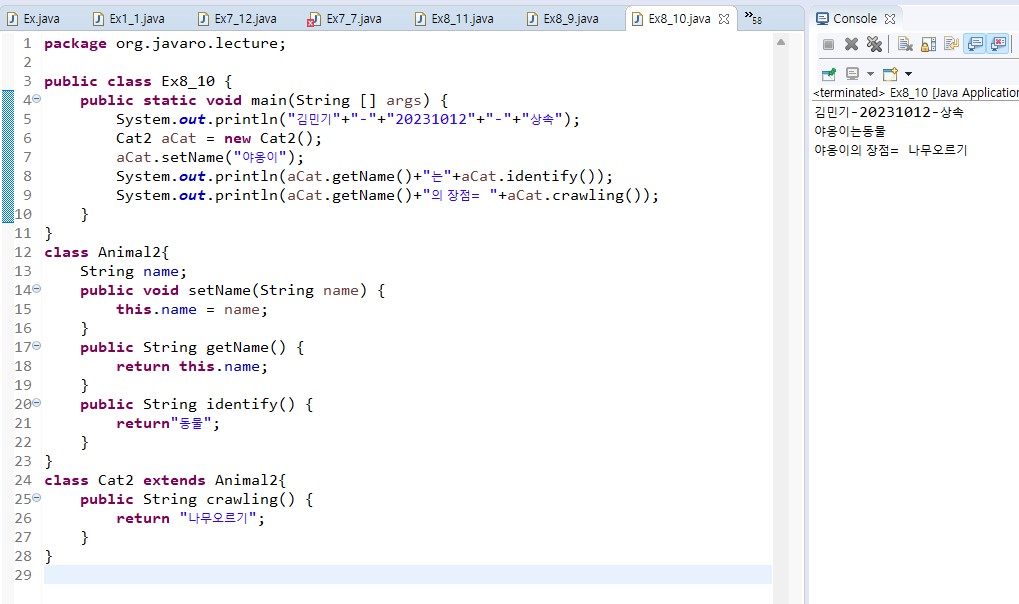 Ex.java Ex1_1.java Ex7_12.java Ex7_7.java Ex8_11.java Ex8_9.java Ex8_10.java »58
1 package org.javaro.lecture;
2
3 public class Ex8_10 {
4 public static void main(String [] args) {
5 System.out.println("김민기"+"-"+"20231012"+"-"+"상속");
6 Cat2 aCat = new Cat2();
7 aCat.setName("야옹이");
8 System.out.println(aCat.getName()+"는"+aCat.identify());
9 System.out.println(aCat.getName()+"의 장점= "+aCat.crawling());
10 }
11 }
12 class Animal2{
13 String name;
14 public void setName(String name) {
15 this.name = name;
16 }
17 public String getName() {
18 return this.name;
19 }
20 public String identify() {
21 return"동물";
22 }
23 }
24 class Cat2 extends Animal2{
25 public String crawling() {
26 return "나무오르기";
27 }
28 }
29
Console
<terminated> Ex8_10 [Java Application
김민기-20231012-상속
야옹이는동물
야옹이의 장점= 나무오르기